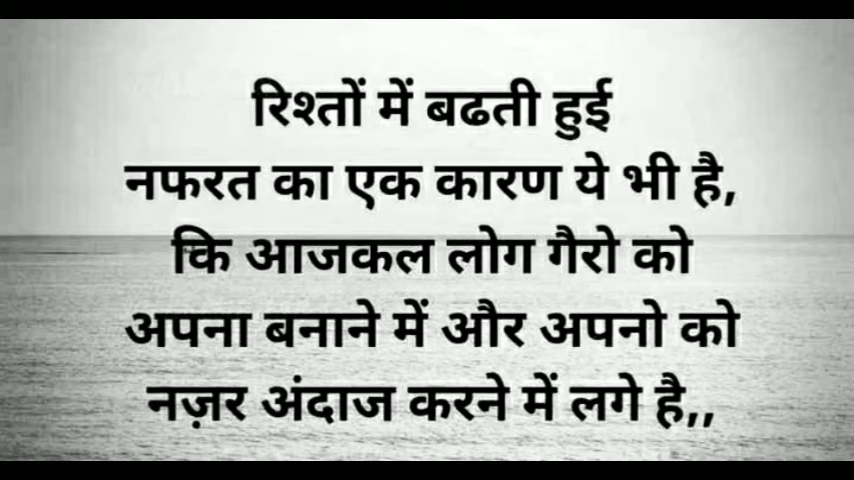 रिश्तों में बढती हुई
नफरत का एक कारण ये भी है,
कि आजकल लोग गैरो को
अपना बनाने में और अपनो को
नज़र अंदाज करने में लगे है,,